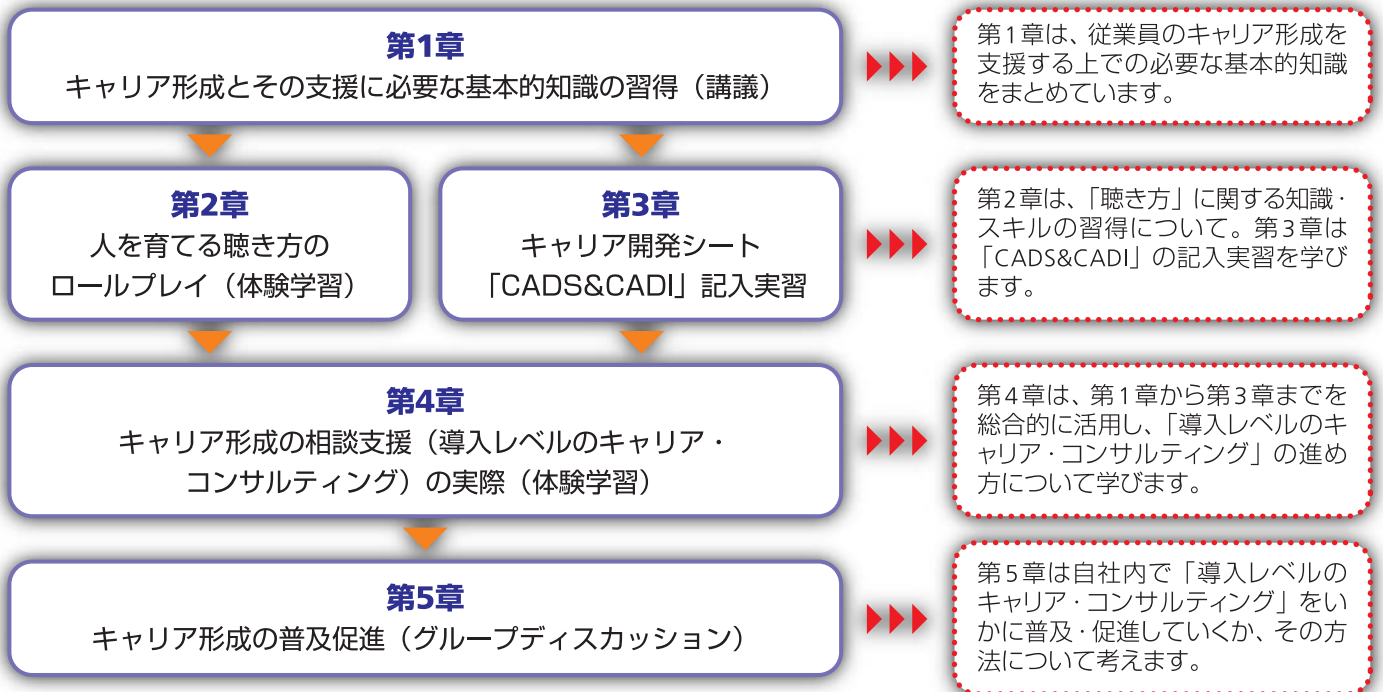 第1章
キャリア形成とその支援に必要な基本的知識の習得（講議）
第1章は、従業員のキャリア形成を
支援する上での必要な基本的知識
をまとめています。
第2章
人を育てる聴き方の
ロールプレイ（体験学習）
第3章
キャリア開発シート
「CADS&CADI」記入実習
第2章は、「聴き方」に関する知識・
スキルの習得について。第3章は
「CADS&CADI」の記入実習を学び
ます。
第4章
キャリア形成の相談支援（導入レベルのキャリア・
コンサルティング）の実際（体験学習）
第4章は、第1章から第3章までを
総合的に活用し、「導入レベルのキ
ャリア・コンサルティング」の進め
方について学びます。
第5章
キャリア形成の普及促進（グループディスカッション）
第5章は自社内で「導入レベルの
キャリア・コンサルティング」をい
かに普及・促進していくか、その方
法について考えます。